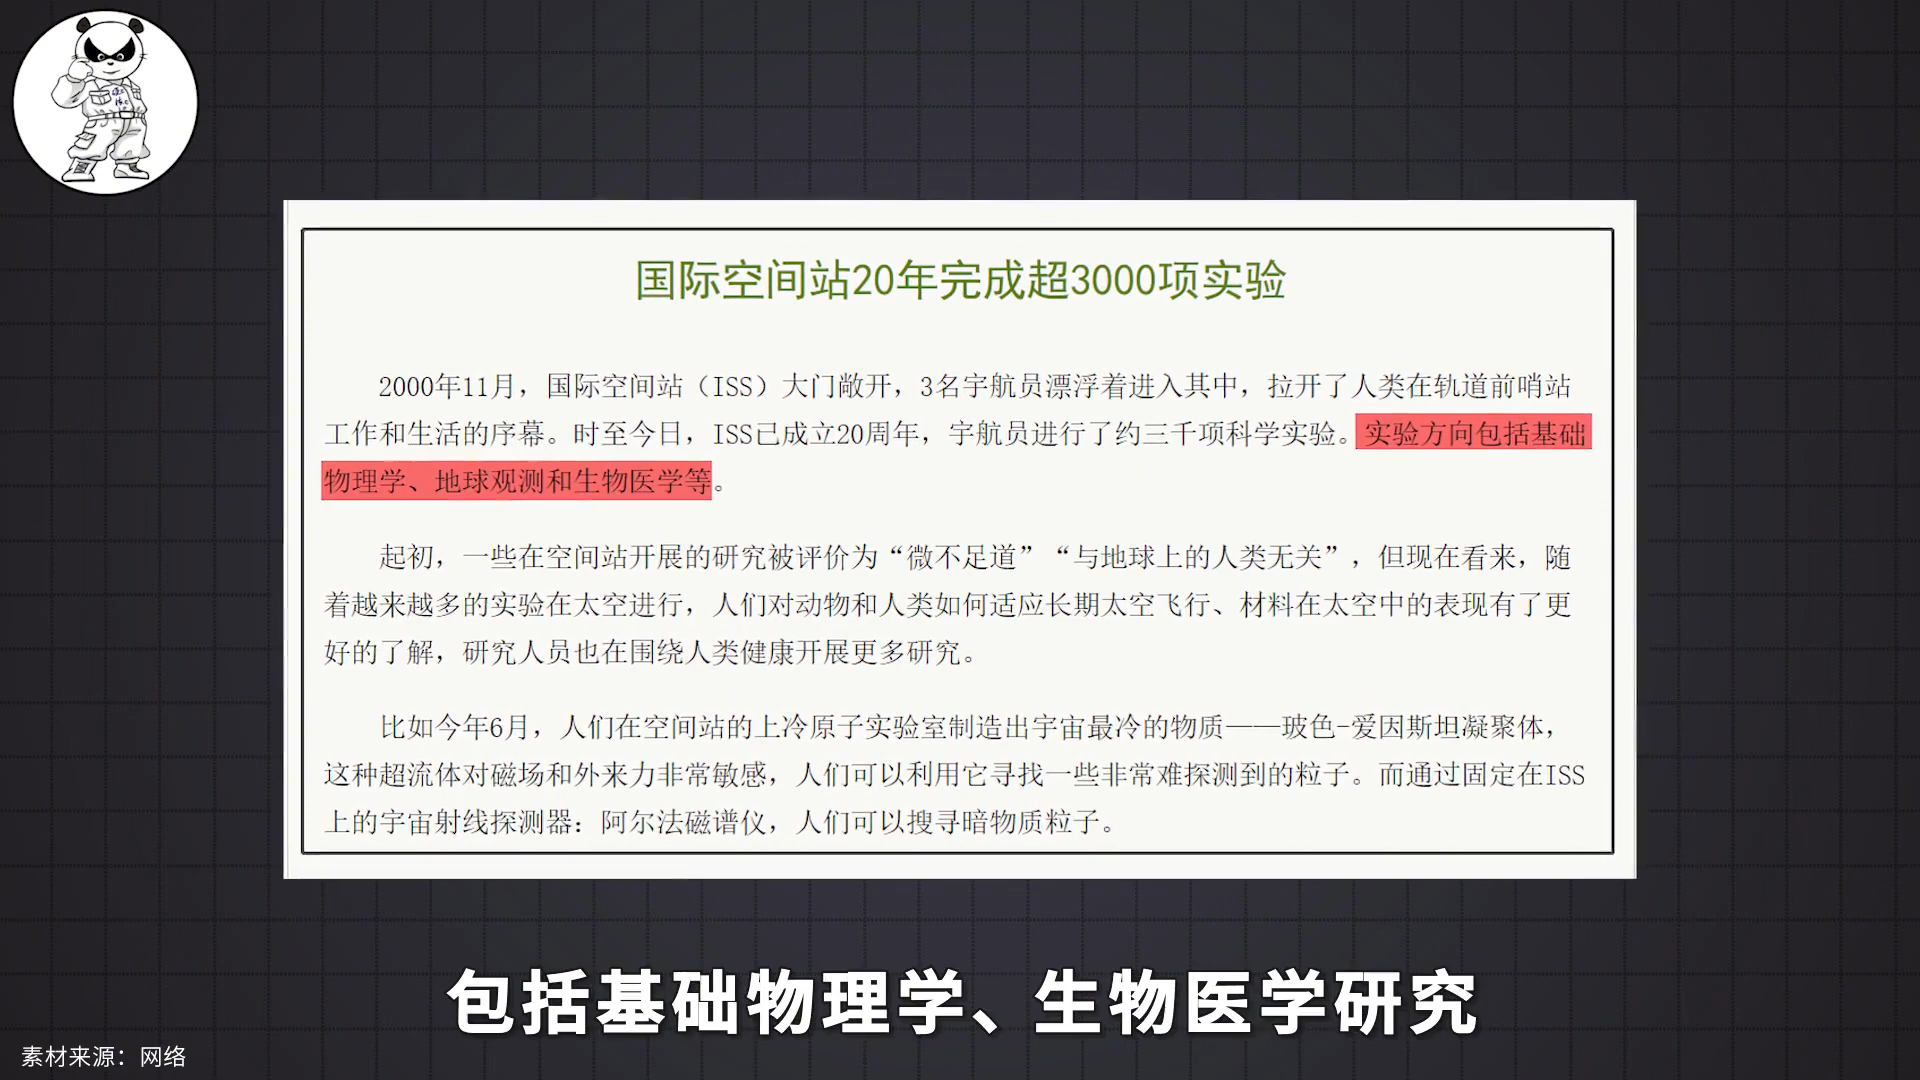 国际空间站20年完成超3000项实验
2000年11月，国际空间站（ISS）大门敞开，3名宇航员漂浮着进入其中，拉开了人类在轨道前哨站
工作和生活的序幕。时至今日，ISS已成立20周年，宇航员进行了约三千项科学实验。实验方向包括基础
物理学、地球观测和生物医学等。
起初，一些在空间站开展的研究被评价为“微不足道”“与地球上的人类无关”，但现在看来，随
着越来越多的实验在太空进行，人们对动物和人类如何适应长期太空飞行、材料在太空中的表现有了更
好的了解，研究人员也在围绕人类健康开展更多研究。
比如今年6月，人们在空间站的上冷原子实验室制造出宇宙最冷的物质——玻色-爱因斯坦凝聚体，
这种超流体对磁场和外来力非常敏感，人们可以利用它寻找一些非常难探测到的粒子。而通过固定在ISS
上的宇宙射线探测器：阿尔法磁谱仪，人们可以搜寻暗物质粒子。
包括基础物理学、生物医学研究
素材来源：网络